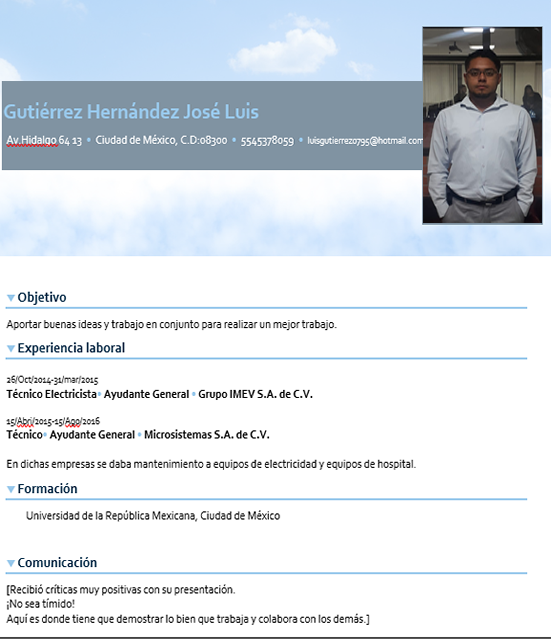 Gutiérrez Hernández José Luis
Av.Hidalgo 64 13 • Ciudad de México, C.D:08300 • 5545378059 • luisgutierrez0795@hotmail.com
Objetivo
Aportar buenas ideas y trabajo en conjunto para realizar un mejor trabajo.
Experiencia laboral
26/Oct/2014-31/mar/2015
Técnico Electricista• Ayudante General • Grupo IMEV S.A. de C.V.
15/Abri/2015-15/Ago/2016
Técnico• Ayudante General • Microsistemas S.A. de C.V.
En dichas empresas se daba mantenimiento a equipos de electricidad y equipos de hospital.
Formación
Universidad de la República Mexicana, Ciudad de México
Comunicación
[Recibió críticas muy positivas con su presentación.
¡No sea tímido!
Aquí es donde tiene que demostrar lo bien que trabaja y colabora con los demás.]